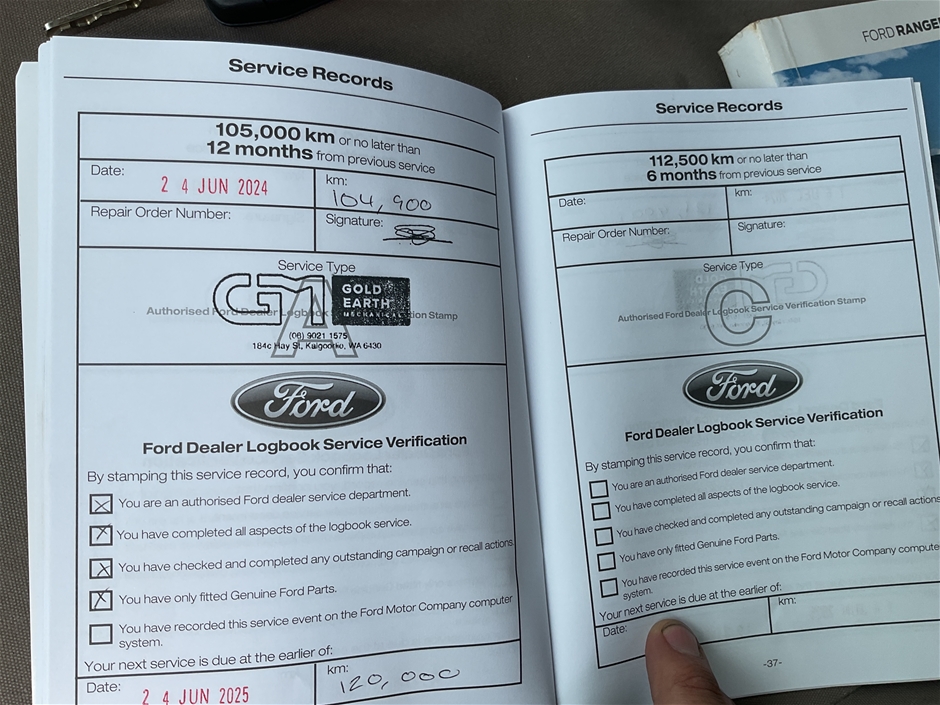 FORD RANGE
Service Records
105,000 km or no later than
12 months from previous service
Date:
24 JUN 2024
km:
104,900
Repair Order Number:
Signature:
Service Type
A
GM
GOLD
EARTH
MECHANICAL
Authorised Ford Dealer Logbook tion Stamp
(08) 9021 1575
184c Hay St, Kalgoorlie, WA 6430
Ford
Ford Dealer Logbook Service Verification
By stamping this service record, you confirm that:
You are an authorised Ford dealer service department.
You have completed all aspects of the logbook service.
You have checked and completed any outstanding campaign or recall actions.
You have only fitted Genuine Ford Parts.
You have recorded this service event on the Ford Motor Company computer
system.
Your next service is due at the earlier of:
Date:
24 JUN 2025
km:
120,000
Service Records
112,500 km or no later than
6 months from previous service
Date:
km:
Repair Order Number:
Signature:
Service Type
C
Authorised Ford Dealer Logbook Service Verification Stamp
Ford
Ford Dealer Logbook Service Verification
By stamping this service record, you confirm that:
You are an authorised Ford dealer service department.
You have completed all aspects of the logbook service.
You have checked and completed any outstanding campaign or recall actions
You have only fitted Genuine Ford Parts.
You have recorded this service event on the Ford Motor Company compute
system.
Your next service is due at the earlier of:
Date:
km:
-37-